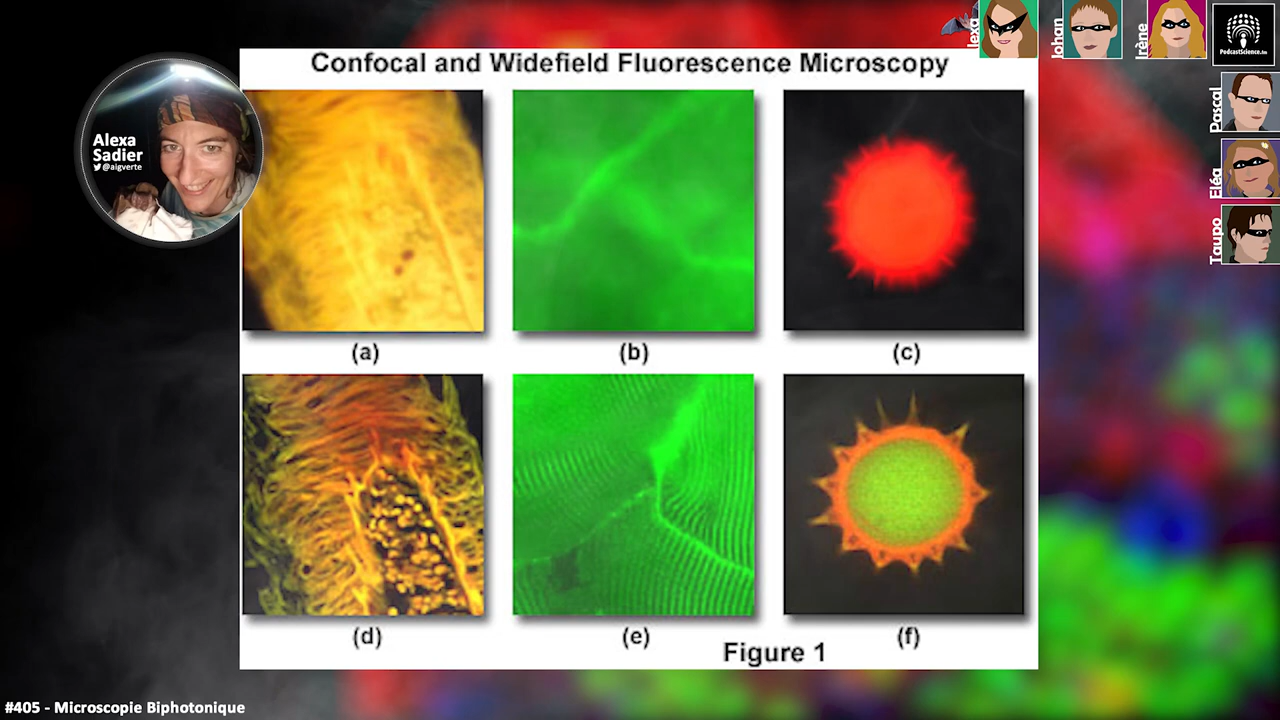 Confocal and Widefield Fluorescence Microscopy
Alexa
Sadier
@aigverte
(a)
(b)
(c)
(d)
(e)
(f)
Figure 1
Johan
Irène
PodcastScience.fm
Pascal
Eléa
Taupo
#405 - Microscopie Biphotonique